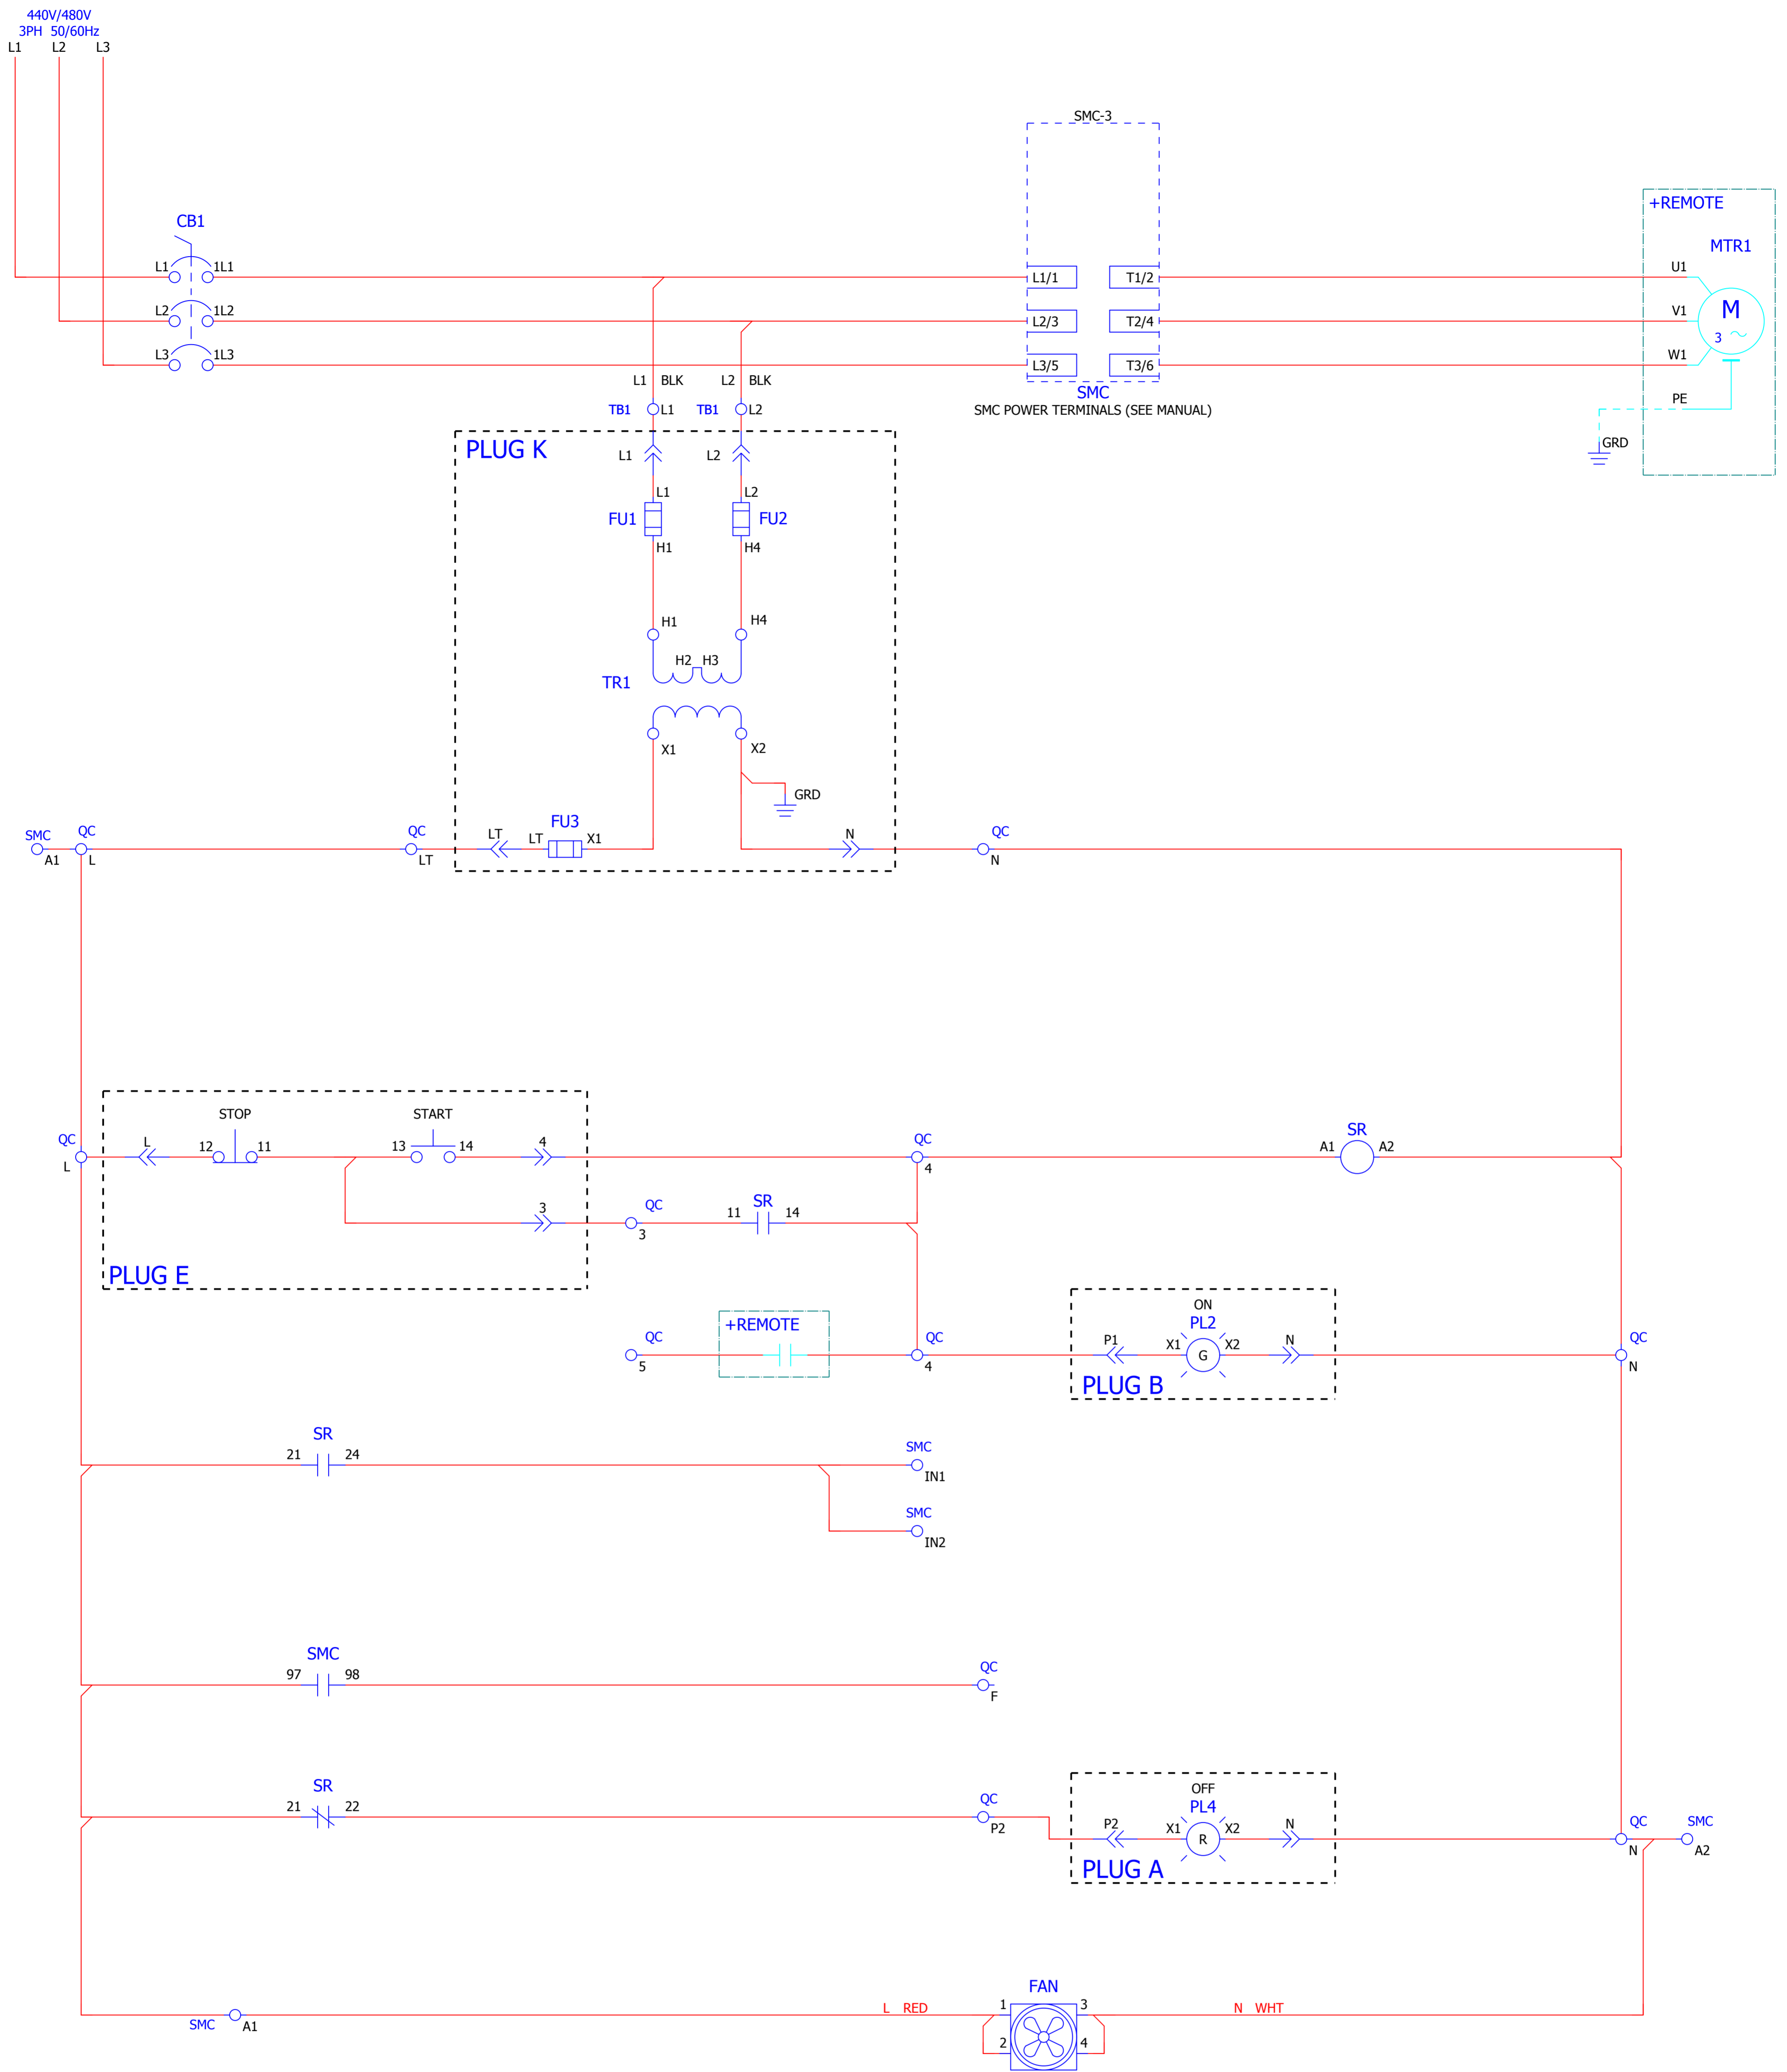 440V/480V
3PH 50/60Hz
L1 L2 L3
SMC-3
+REMOTE
CB1
MTR1
L1 1L1 L1/1 T1/2 U1
L2 1L2 L2/3 T2/4 V1
M
3
L3 1L3 L3/5 T3/6 W1
L1 BLK L2 BLK
SMC
SMC POWER TERMINALS (SEE MANUAL)
PE
TB1 L1 TB1 L2
GRD
PLUG K
L1 L2
L1 L2
FU1 FU2
H1 H4
H1 H4
H2 H3
TR1
X1 X2
GRD
FU3
SMC QC QC LT LT X1 N QC
A1 L LT N
STOP START
QC L 12 11 13 14 4 QC SR
A1 A2
L 4
3 QC SR
11 14
3
PLUG E
ON
+REMOTE PL2
QC QC P1 X1 X2 N QC
G
5 4 N
PLUG B
SR
21 24 SMC
IN1
SMC
IN2
SMC
97 98 QC
F
SR OFF
21 22 QC PL4
P2 P2 X1 X2 N QC SMC
R
N A2
PLUG A
FAN
L RED 1 3 N WHT
SMC A1
2 4